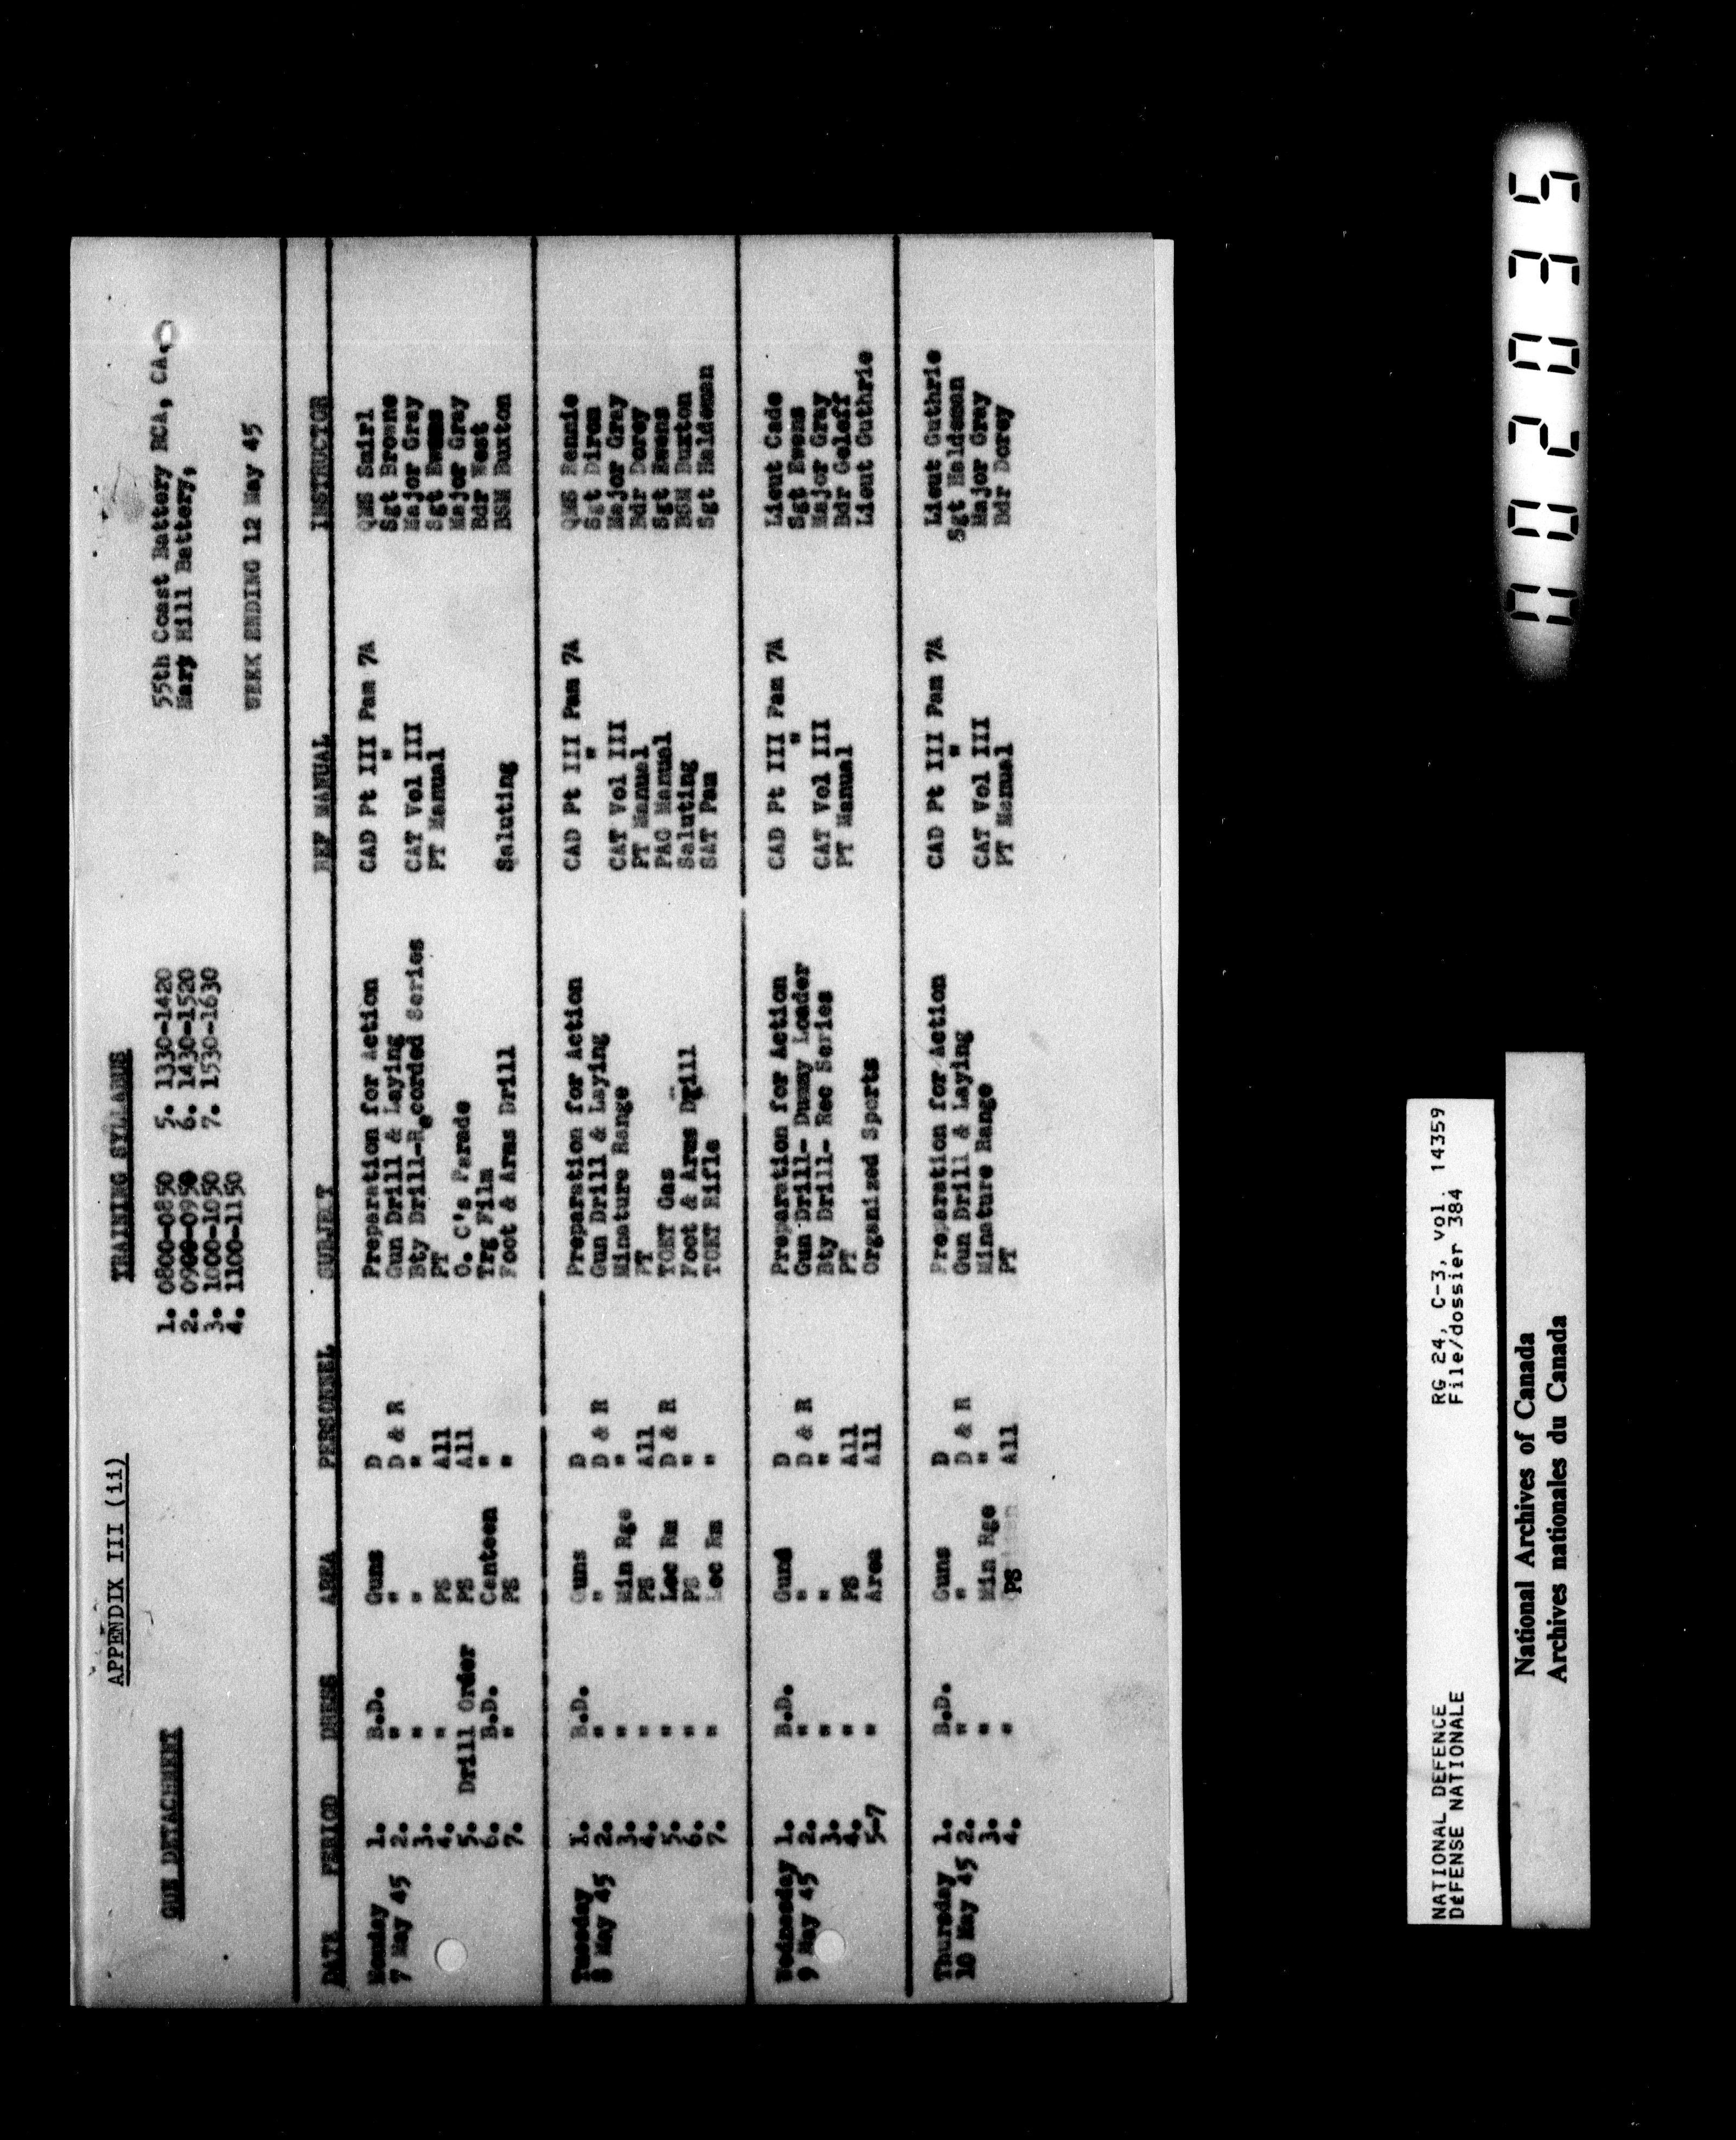 APPENDIX III (ii)
TRAINING SYLLABUS
GUN DETACHMENT
1. 0800-0850 5. 1330-1420
2. 0900-0950 6. 1430-1520
3. 1000-1050 7. 1530-1630
4. 1100-1150
55th Coast Battery RCA, CA.
Mary Hill Battery,
WEEK ENDING 12 May 45
DATE PERIOD DRESS AREA PERSONNEL SUBJECT REF MANUAL INSTRUCTOR
Monday 1. B.D. Guns D Preparation for Action CAD Pt III Pam 7A QMS Smirl
7 May 45 2. " " D & R Gun Drill & Laying " Sgt Browne
3. " " " Bty Drill-Recorded Series CAT Vol III Major Gray
4. " PS All PT PT Manual Sgt Ewens
5. Drill Order PS All O. C's Parade Major Gray
6. B.D. Canteen " Trg Film Bdr West
7. " PS " Foot & Arms Drill Saluting BSM Buxton
Tuesday 1. B.D. Guns D Preparation for Action CAD Pt III Pam 7A QMS Rennie
8 May 45 2. " " D & R Gun Drill & Laying " Sgt Dirom
3. " Min Rge " Minature Range CAT Vol III Major Gray
4. " PS All PT PT Manual Bdr Dorey
5. " Lec Rm D & R TOET Gas PAC Manual Sgt Ewens
6. " PS " Foot & Arms Drill Saluting BSM Buxton
7. " Lec Rm " TOET Rifle SAT Pam Sgt Haldeman
Wednesday 1. B.D. Guns D Preparation for Action CAD Pt III Pam 7A Lieut Cade
9 May 45 2. " " D & R Gun Drill- Dummy Loader " Sgt Ewens
3. " " " Bty Drill- Rec Series CAT Vol III Major Gray
4. " PS All PT PT Manual Bdr Geloff
5-7 " Area All Organized Sports Lieut Guthrie
Thursday 1. B.D. Guns D Preparation for Action CAD Pt III Pam 7A Lieut Guthrie
10 May 45 2. " " D & R Gun Drill & Laying " Sgt Haldeman
3. " Min Rge " Minature Range CAT Vol III Major Gray
4. " PS All PT PT Manual Bdr Dorey
NATIONAL DEFENCE RG 24, C-3, vol. 14359
DéFENSE NATIONALE File/dossier 384
National Archives of Canada
Archives nationales du Canada
002035